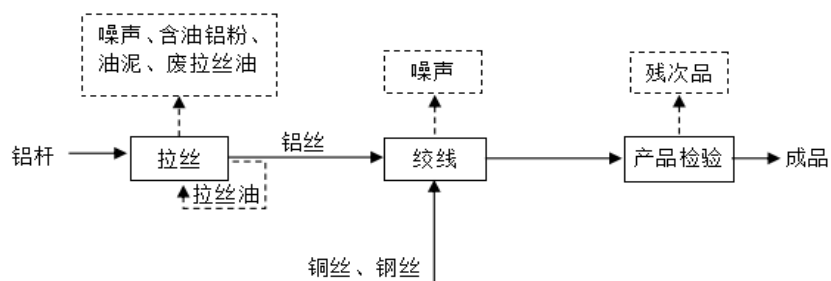 噪声、含油铝粉、
油泥、废拉丝油
噪声
残次品
铝杆
拉丝
铝丝
绞线
产品检验
成品
拉丝油
铜丝、钢丝